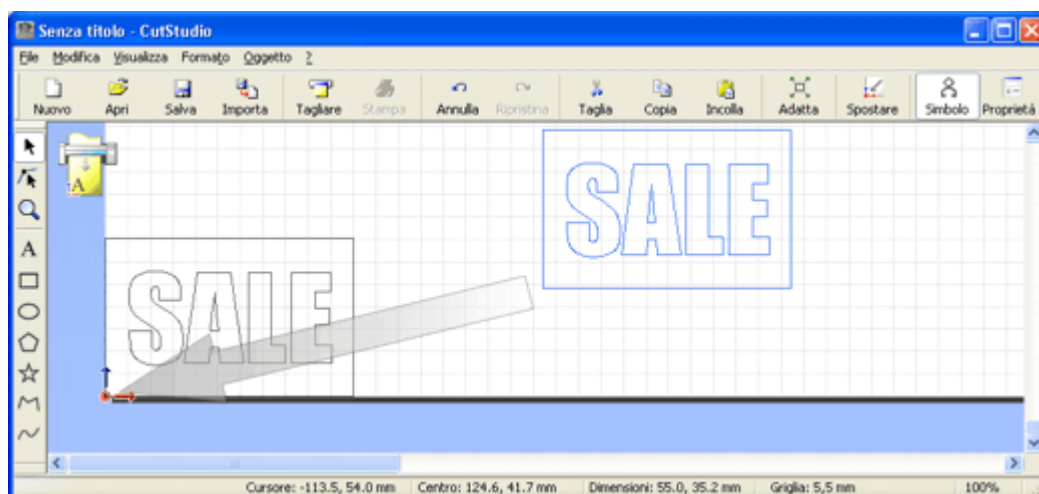 Senza titolo - CutStudio
File Modifica Visualizza Formato Oggetto ?
Nuovo Apri Salva Importa Tagliare Stampa Annulla Ripristina Taglia Copia Incolla Adatta Spostare Simbolo Proprietà
A
SALE
A
SALE
Cursore: -113.5, 54.0 mm Centro: 124.6, 41.7 mm Dimensioni: 55.0, 35.2 mm Griglia: 5,5 mm 100%